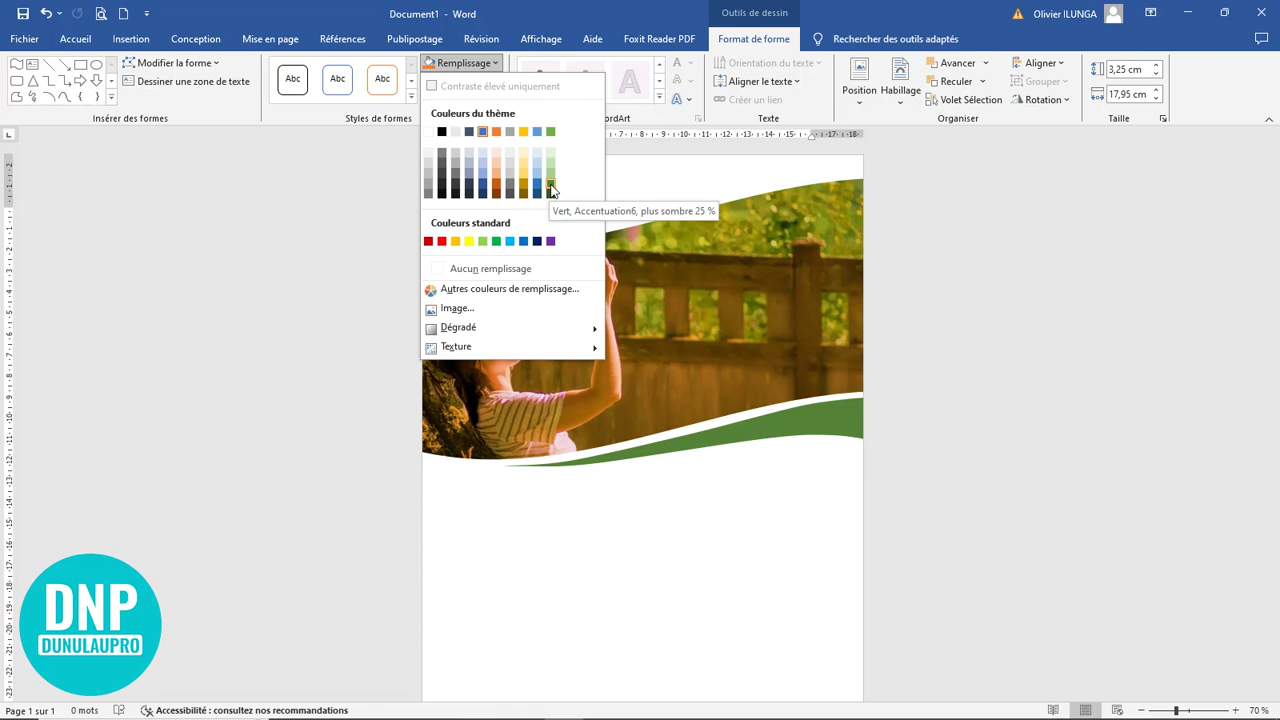 Document1 - Word
Outils de dessin
Olivier ILUNGA
Fichier
Accueil
Insertion
Conception
Mise en page
Références
Publipostage
Révision
Affichage
Aide
Foxit Reader PDF
Format de forme
Rechercher des outils adaptés
Modifier la forme
Dessiner une zone de texte
Insérer des formes
Abc
Abc
Abc
Styles de formes
Remplissage
Contraste élevé uniquement
Couleurs du thème
Vert, Accentuation6, plus sombre 25 %
Couleurs standard
Aucun remplissage
Autres couleurs de remplissage...
Image...
Dégradé
Texture
A
A
A
A
A
ordArt
Orientation du texte
Aligner le texte
Créer un lien
Texte
Position
Habillage
Avancer
Reculer
Volet Sélection
Aligner
Grouper
Rotation
Organiser
3,25 cm
17,95 cm
Taille
DNP
DUNULAUPRO
Page 1 sur 1
0 mots
Accessibilité : consultez nos recommandations
70 %